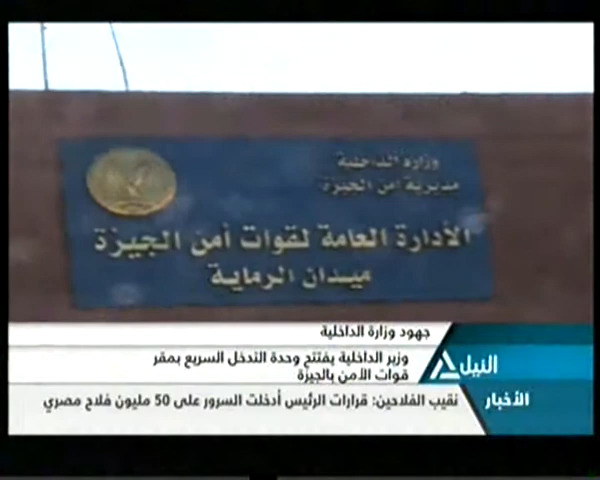 وزارة الداخلية
مديرية أمن الجيزة
الأدارة العامة لقوات أمن الجيزة
ميدان الرماية
جهود وزارة الداخلية
وزير الداخلية يفتتح وحدة التدخل السريع بمقر
قوات الأمن بالجيزة
النيل
نقيب الفلاحين: قرارات الرئيس أدخلت السرور على 50 مليون فلاح مصري
الأخبار